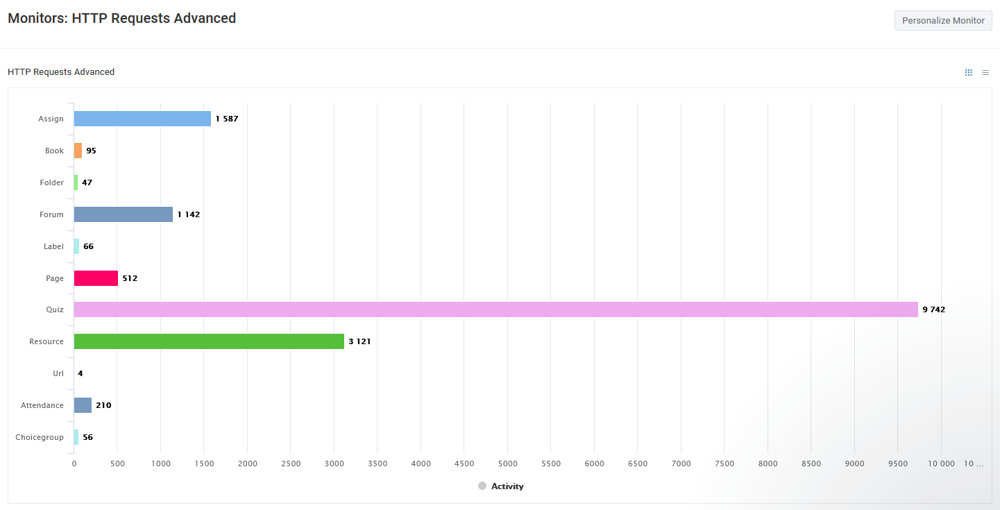 Monitors: HTTP Requests Advanced
Personalize Monitor
HTTP Requests Advanced
Assign 1 587
Book 95
Folder 47
Forum 1 142
Label 66
Page 512
Quiz 9 742
Resource 3 121
Url 4
Attendance 210
Choicegroup 56
0 500 1000 1500 2000 2500 3000 3500 4000 4500 5000 5500 6000 6500 7000 7500 8000 8500 9000 9500 10 000 10 ...
Activity